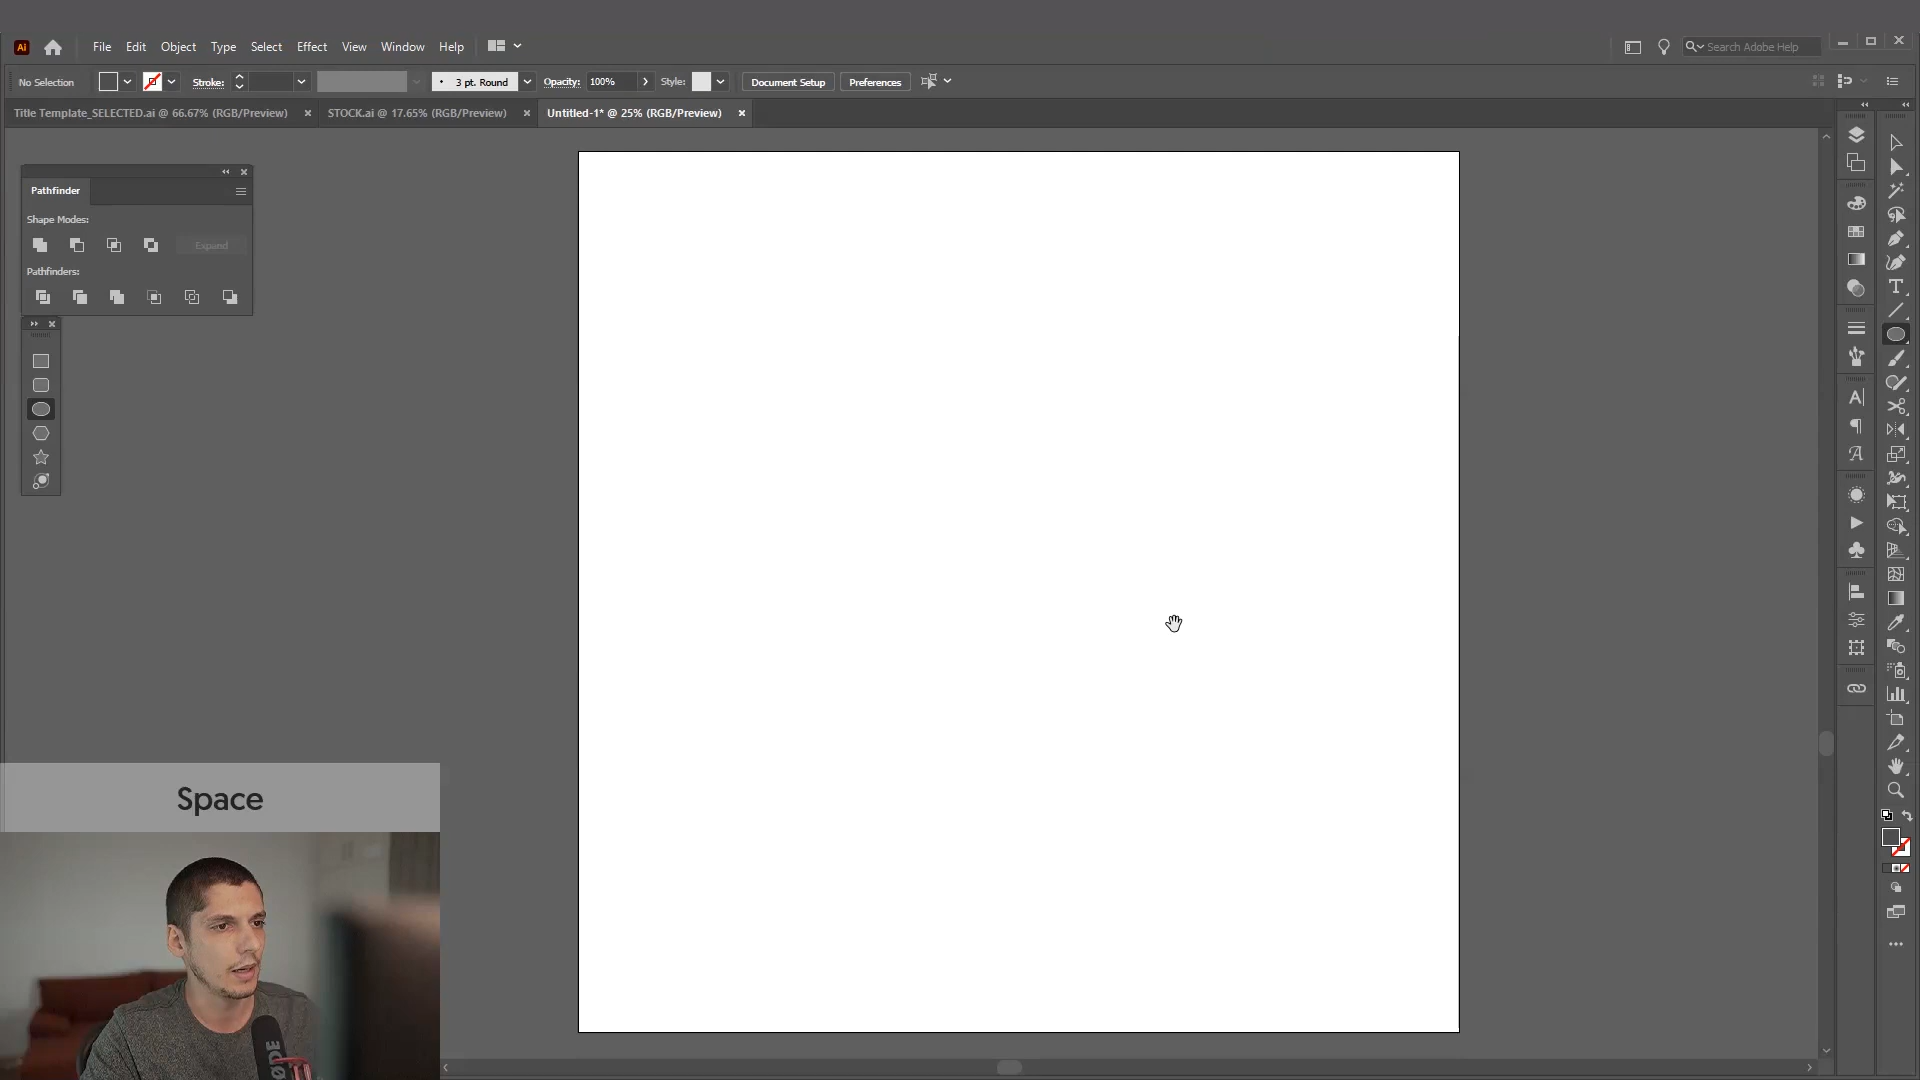 Ai
File Edit Object Type Select Effect View Window Help
Search Adobe Help
No Selection Stroke: 3 pt. Round Opacity: 100% Style: Document Setup Preferences
Title Template_SELECTED.ai @ 66.67% (RGB/Preview) STOCK.ai @ 17.65% (RGB/Preview) Untitled-1* @ 25% (RGB/Preview)
Pathfinder
Shape Modes:
Expand
Pathfinders:
Space
RØDE